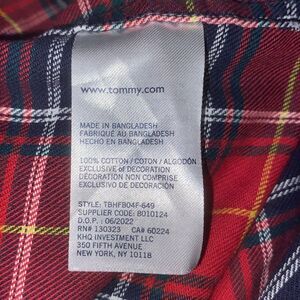 www.tommy.com
MADE IN BANGLADESH
FABRIQUÉ AU BANGLADESH
HECHO EN BANGLADESH
100% COTTON / COTON / ALGODÓN
EXCLUSIVE of DECORATION
DÉCORATION NON COMPRISE
EXCLUSIVO DE DECORACIÓN
STYLE: TBHFB04F-649
SUPPLIER CODE: 8010124
D.O.P. : 06/2022
RN# 130323 CA# 60224
KHQ INVESTMENT LLC
350 FIFTH AVENUE
NEW YORK, NY 10118